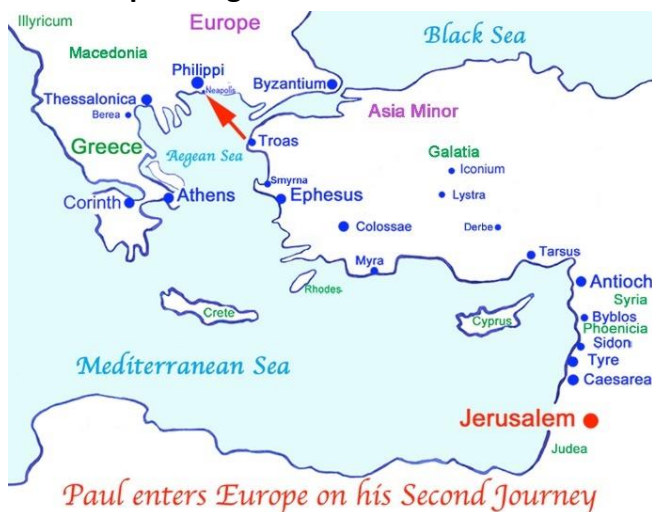 Illyricum
Europe
Black Sea
Macedonia
Philippi
Neapolis
Byzantium
Thessalonica
Berea
Asia Minor
Greece
Aegean Sea
Troas
Galatia
Iconium
Smyrna
Lystra
Corinth
Athens
Ephesus
Colossae
Derbe
Myra
Tarsus
Rhodes
Antioch
Syria
Crete
Cyprus
Byblos
Phoenicia
Sidon
Mediterranean Sea
Tyre
Caesarea
Jerusalem
Judea
Paul enters Europe on his Second Journey